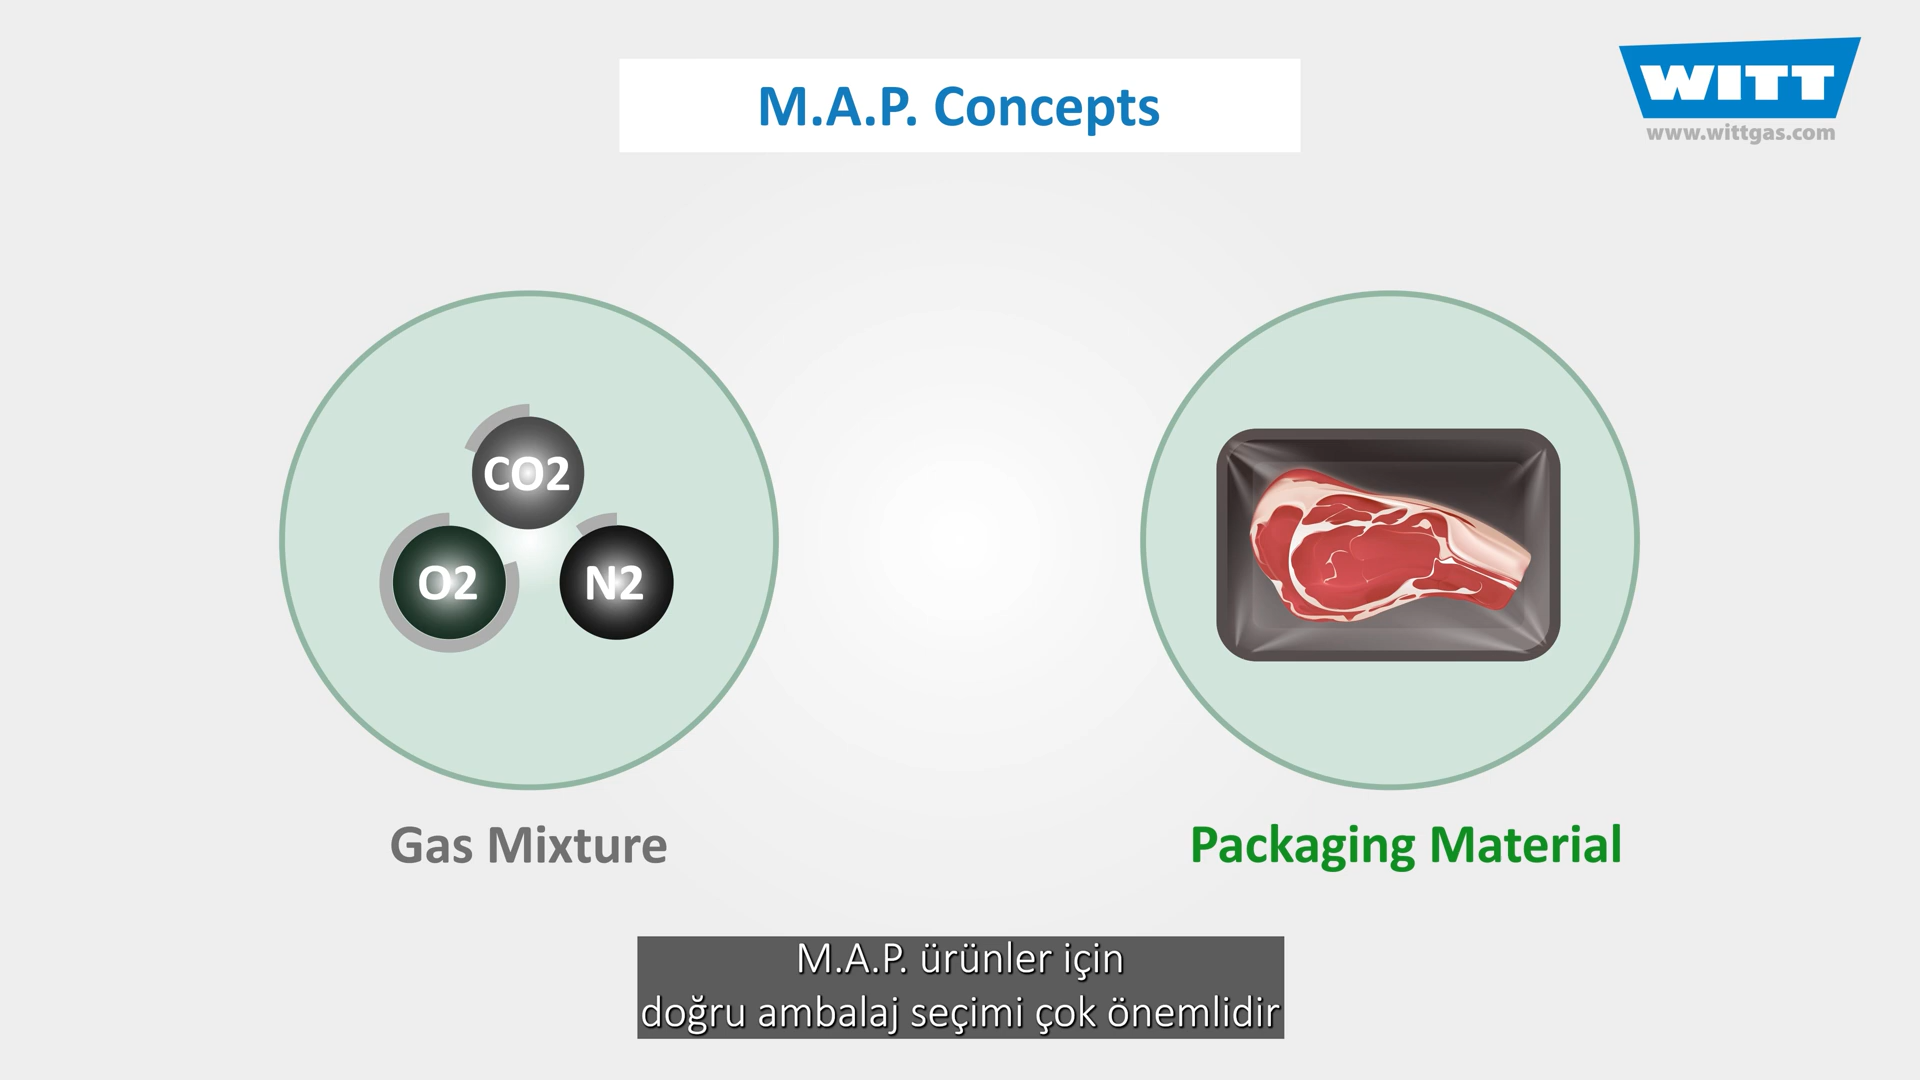 M.A.P. Concepts
WITT
www.wittgas.com
CO2
O2
N2
Gas Mixture
Packaging Material
M.A.P. ürünler için
doğru ambalaj seçimi çok önemlidir